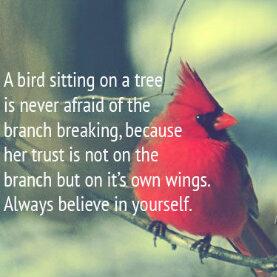 A bird sitting on a tree
is never afraid of the
branch breaking, because
her trust is not on the
branch but on it's own wings.
Always believe in yourself.